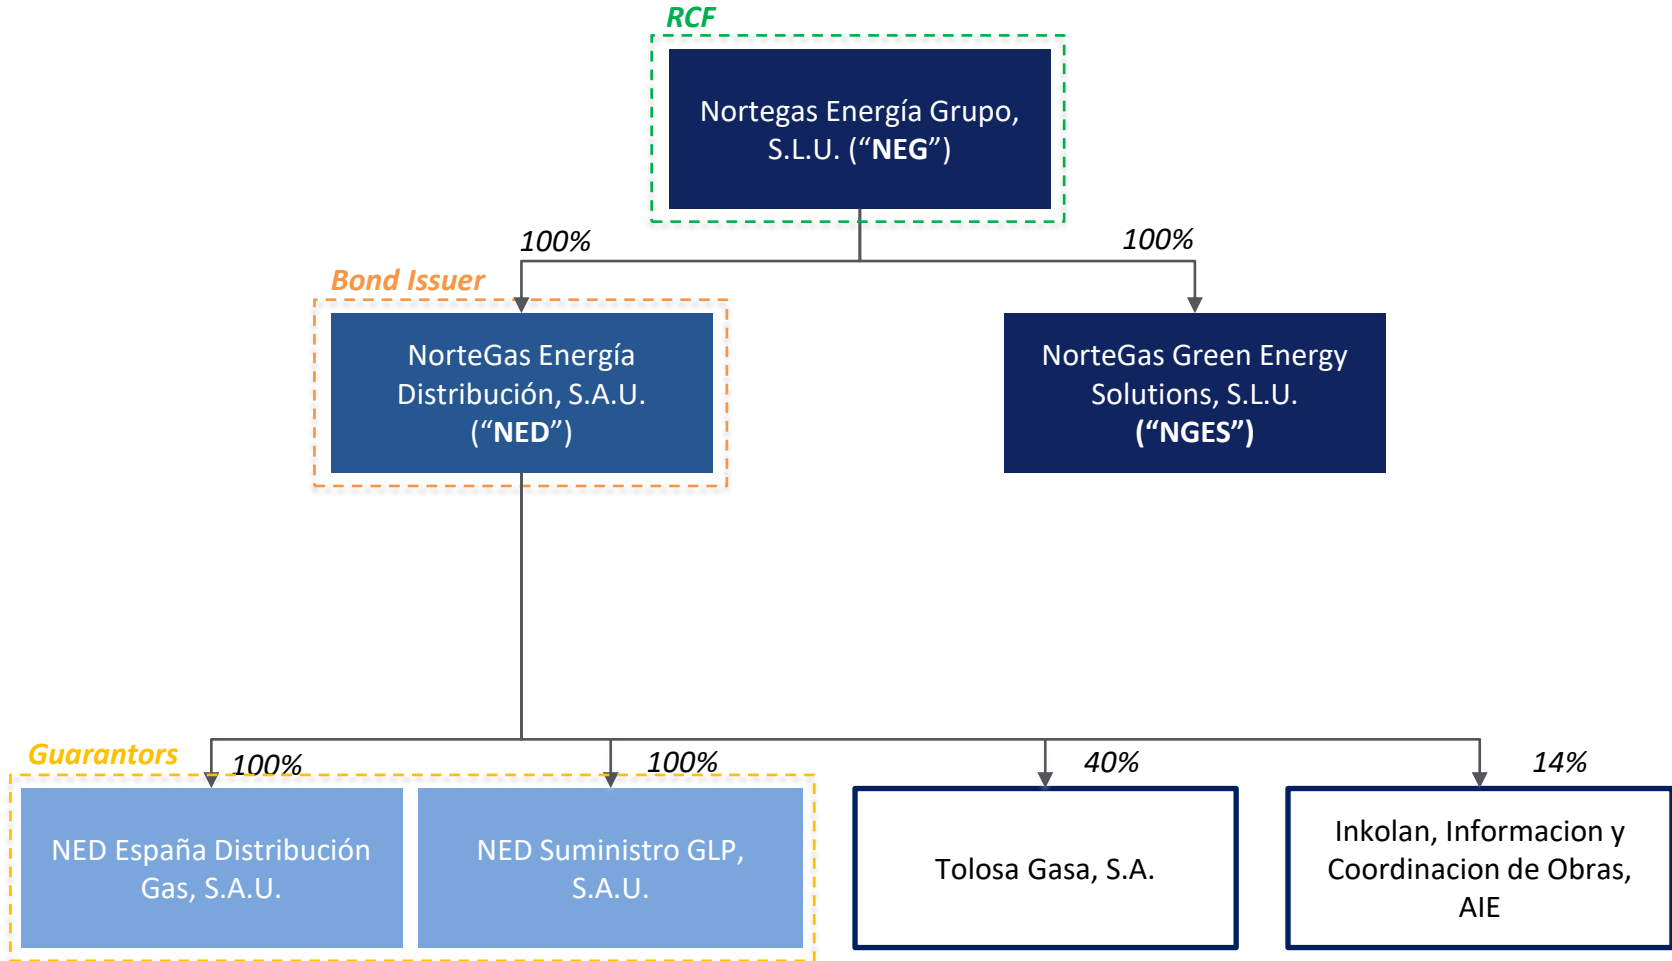 RCF
Nortegas Energía Grupo,
S.L.U. (“NEG”)
100%
100%
Bond Issuer
NorteGas Energía
Distribución, S.A.U.
(“NED”)
NorteGas Green Energy
Solutions, S.L.U.
(“NGES”)
Guarantors
100%
100%
40%
14%
NED España Distribución
Gas, S.A.U.
NED Suministro GLP,
S.A.U.
Tolosa Gasa, S.A.
Inkolan, Informacion y
Coordinacion de Obras,
AIE